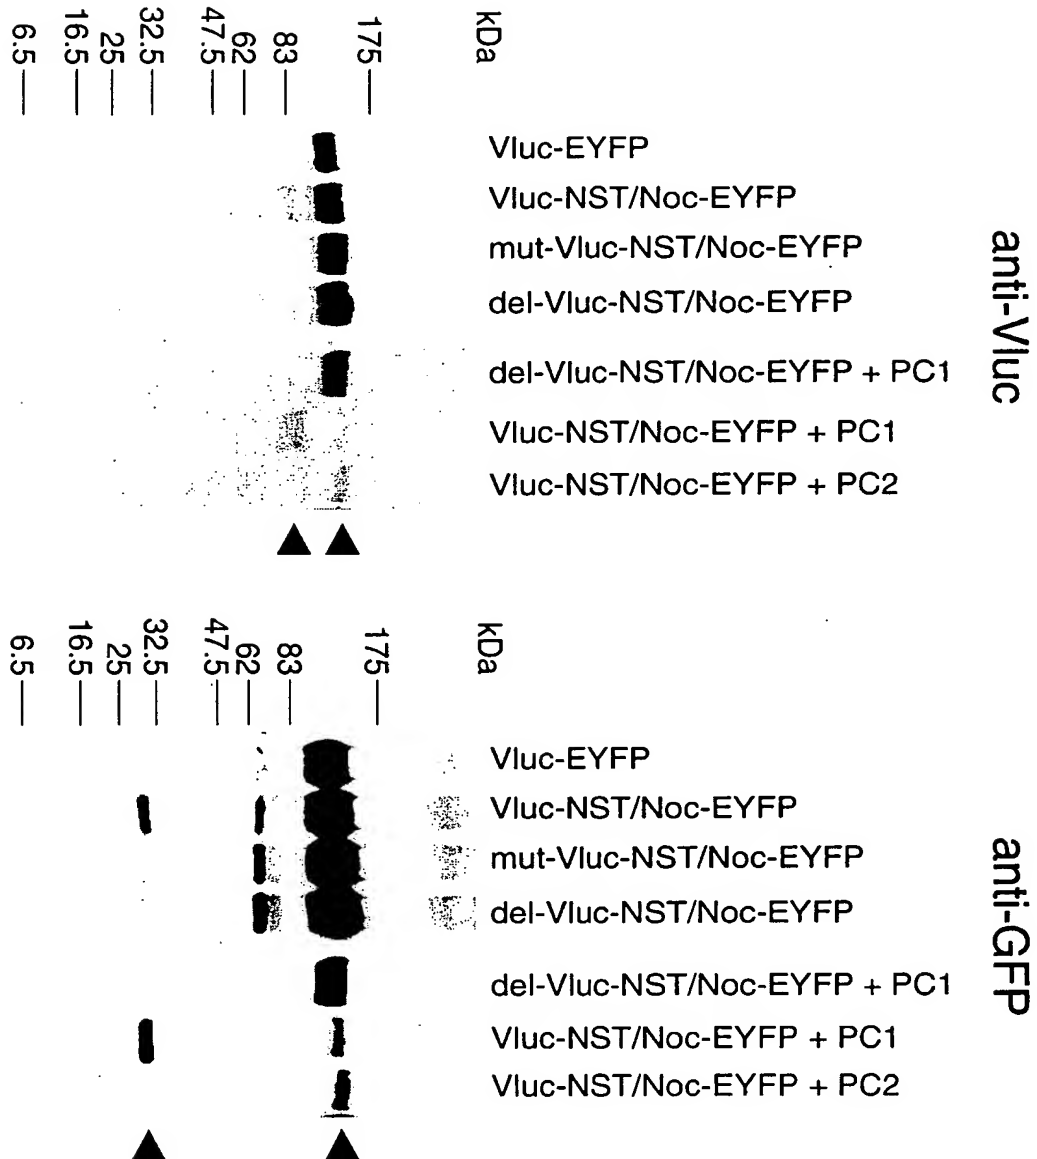 anti-Vluc
kDa
175
83
62
47.5
32.5
25
16.5
6.5
Vluc-EYFP
Vluc-NST/Noc-EYFP
mut-Vluc-NST/Noc-EYFP
del-Vluc-NST/Noc-EYFP
del-Vluc-NST/Noc-EYFP + PC1
Vluc-NST/Noc-EYFP + PC1
Vluc-NST/Noc-EYFP + PC2
anti-GFP
kDa
175
83
62
47.5
32.5
25
16.5
6.5
Vluc-EYFP
Vluc-NST/Noc-EYFP
mut-Vluc-NST/Noc-EYFP
del-Vluc-NST/Noc-EYFP
del-Vluc-NST/Noc-EYFP + PC1
Vluc-NST/Noc-EYFP + PC1
Vluc-NST/Noc-EYFP + PC2